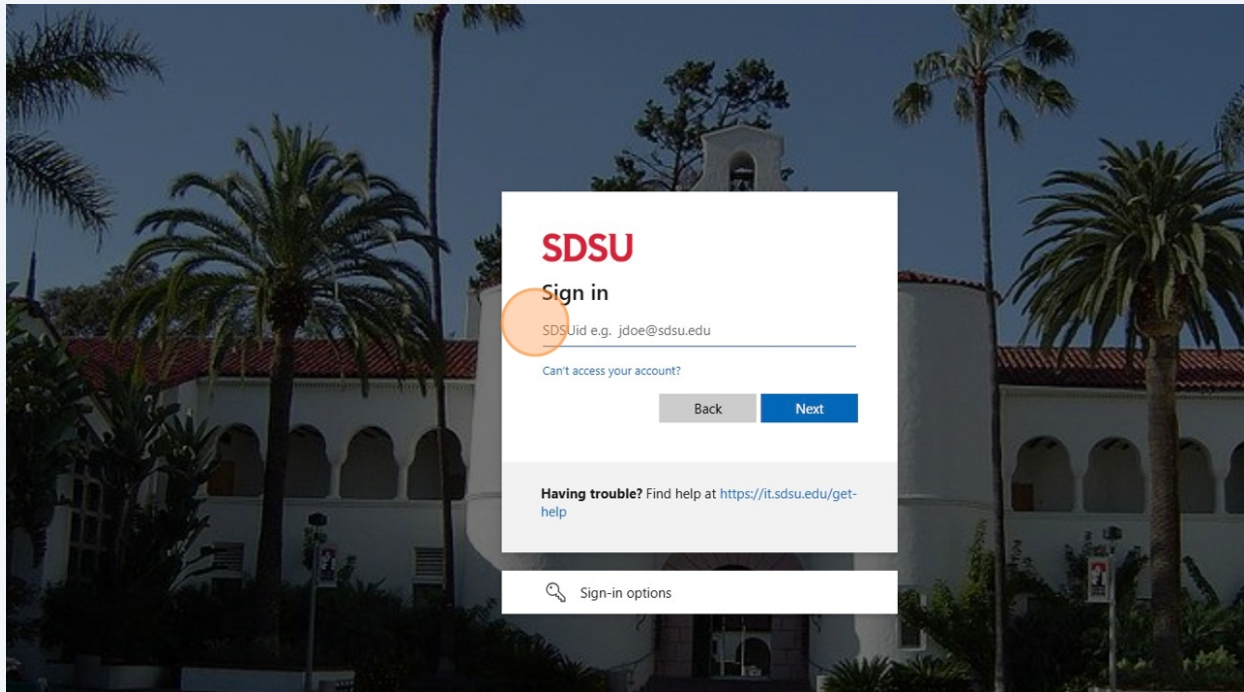 SDSU
Sign in
SDSUid e.g. jdoe@sdsu.edu
Can't access your account?
Back Next
Having trouble? Find help at https://it.sdsu.edu/get-
help
Sign-in options